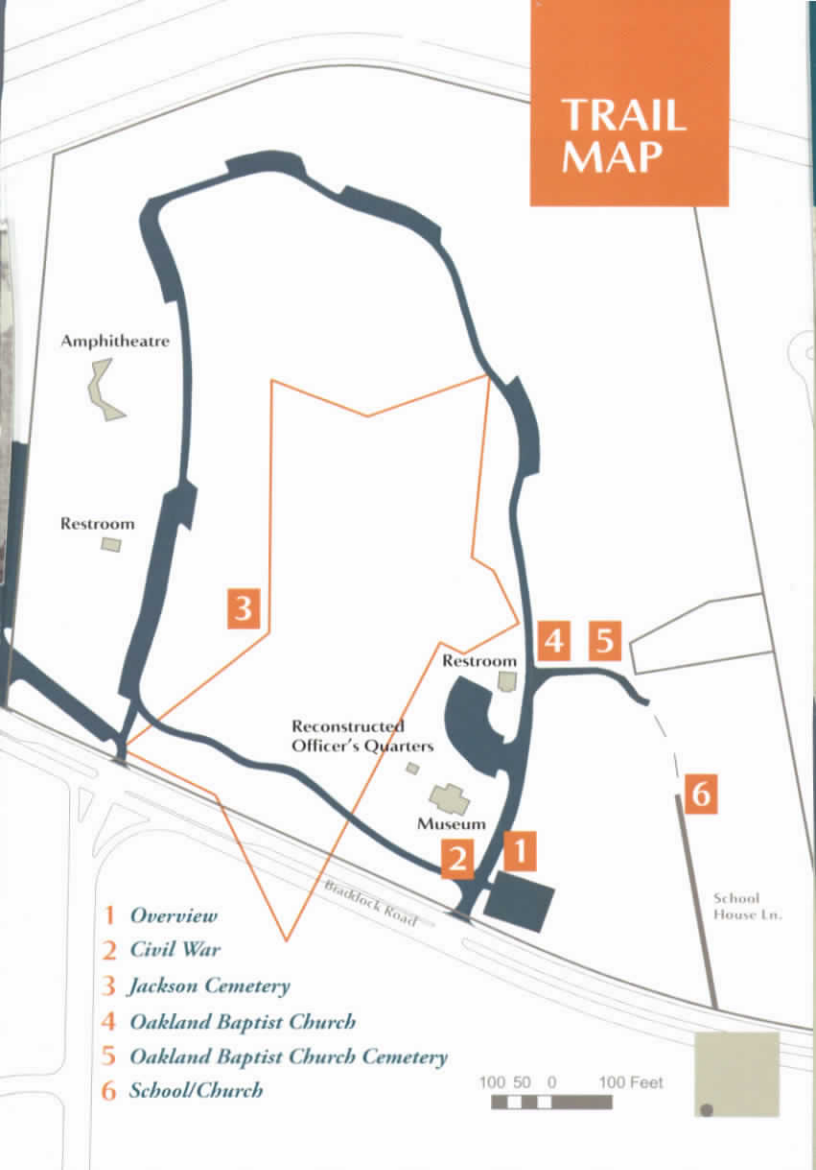 TRAIL
MAP
Amphitheatre
Restroom
3
4
5
Restroom
Reconstructed
Officer's Quarters
6
Museum
2
1
Braddock Road
School
House Ln.
1 Overview
2 Civil War
3 Jackson Cemetery
4 Oakland Baptist Church
5 Oakland Baptist Church Cemetery
6 School/Church
100 50 0 100 Feet